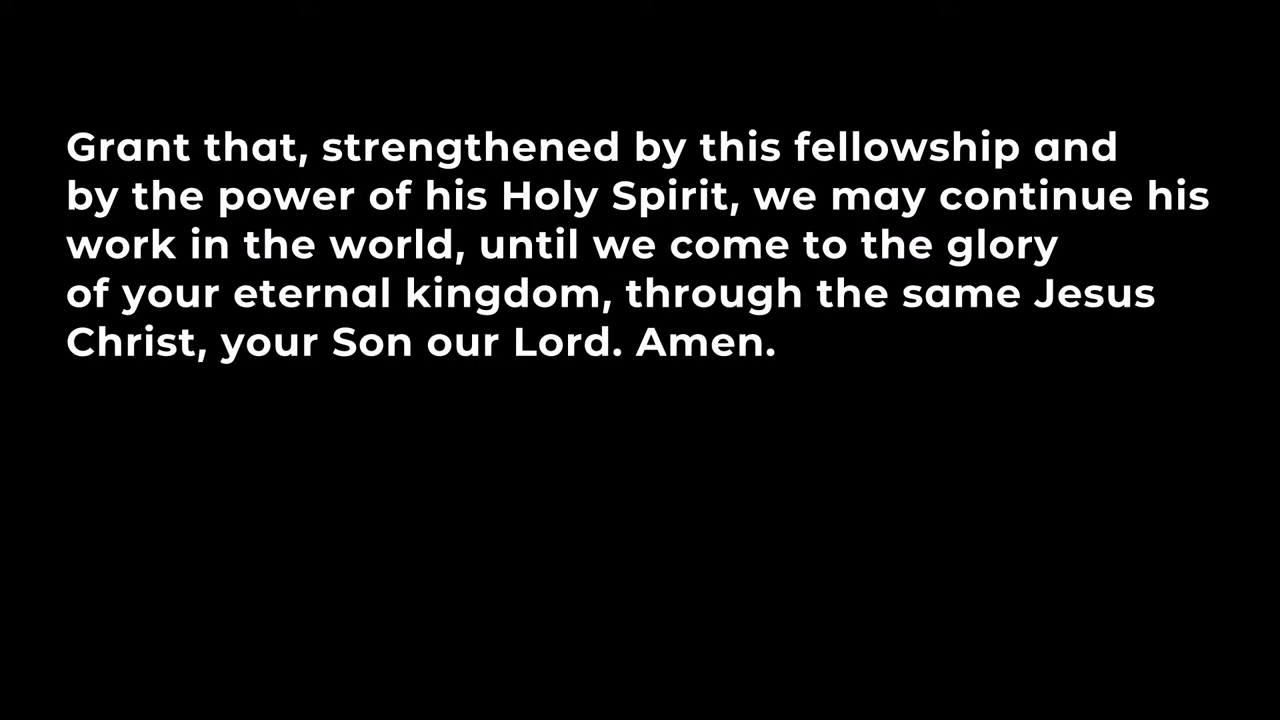 Grant that, strengthened by this fellowship and
by the power of his Holy Spirit, we may continue his
work in the world, until we come to the glory
of your eternal kingdom, through the same Jesus
Christ, your Son our Lord. Amen.